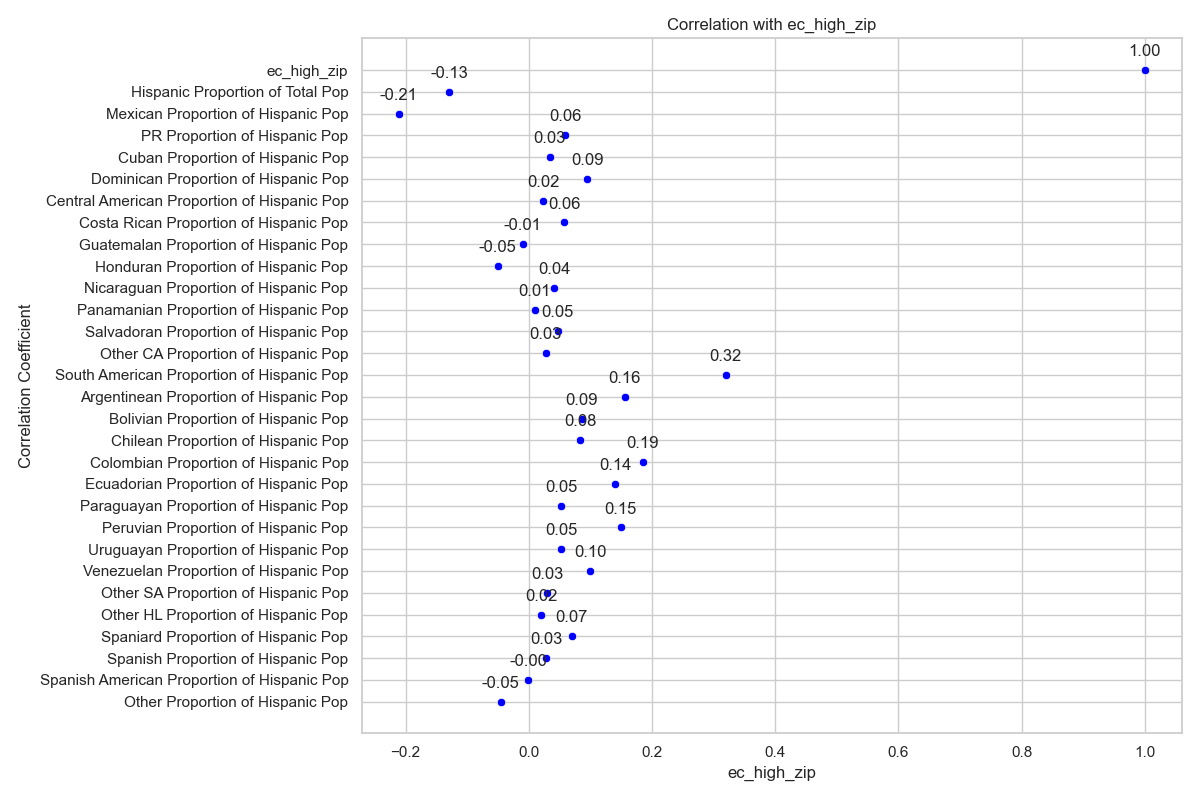 Correlation with ec_high_zip
1.00
ec_high_zip
-0.13
Hispanic Proportion of Total Pop
-0.21
Mexican Proportion of Hispanic Pop
0.06
PR Proportion of Hispanic Pop
0.03
Cuban Proportion of Hispanic Pop
0.09
Dominican Proportion of Hispanic Pop
0.02
Central American Proportion of Hispanic Pop
0.06
Costa Rican Proportion of Hispanic Pop
-0.01
Guatemalan Proportion of Hispanic Pop
-0.05
Honduran Proportion of Hispanic Pop
0.04
Nicaraguan Proportion of Hispanic Pop
0.01
Panamanian Proportion of Hispanic Pop
0.05
Salvadoran Proportion of Hispanic Pop
0.03
Other CA Proportion of Hispanic Pop
0.32
South American Proportion of Hispanic Pop
0.16
Argentinean Proportion of Hispanic Pop
0.09
Bolivian Proportion of Hispanic Pop
0.08
Chilean Proportion of Hispanic Pop
0.19
Colombian Proportion of Hispanic Pop
0.14
Ecuadorian Proportion of Hispanic Pop
0.05
Paraguayan Proportion of Hispanic Pop
0.15
Peruvian Proportion of Hispanic Pop
0.05
Uruguayan Proportion of Hispanic Pop
0.10
Venezuelan Proportion of Hispanic Pop
0.03
Other SA Proportion of Hispanic Pop
0.02
Other HL Proportion of Hispanic Pop
0.07
Spaniard Proportion of Hispanic Pop
0.03
Spanish Proportion of Hispanic Pop
-0.00
Spanish American Proportion of Hispanic Pop
-0.05
Other Proportion of Hispanic Pop
Correlation Coefficient
−0.2 0.0 0.2 0.4 0.6 0.8 1.0
ec_high_zip